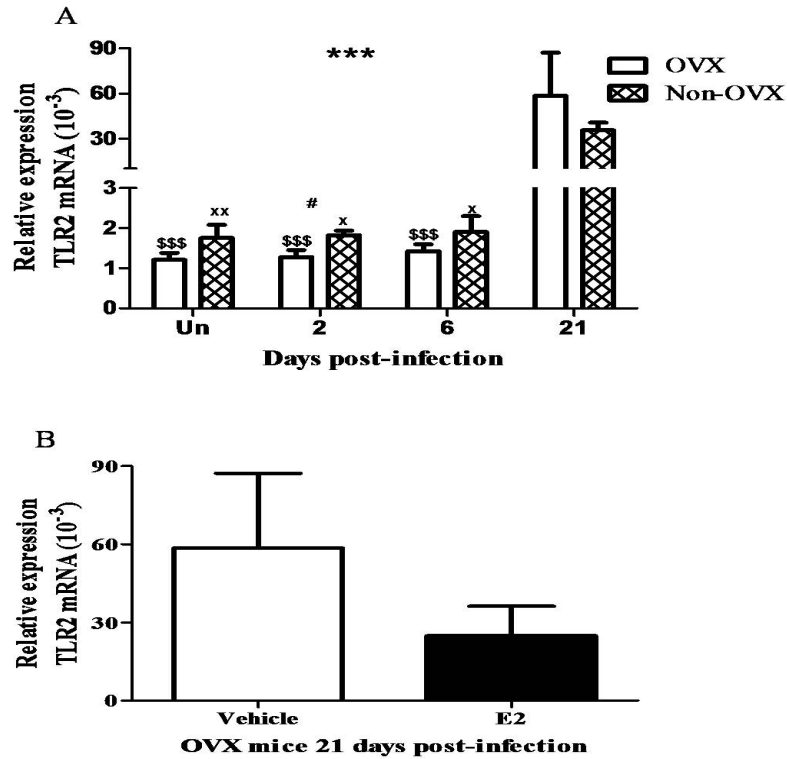 A
Relative expression
TLR2 mRNA (10⁻³)
90
60
30
3
2
1
0
***
OVX
Non-OVX
$$$
xx
#
$$$
x
$$$
x
Un
2
6
21
Days post-infection
B
Relative expression
TLR2 mRNA (10⁻³)
90
60
30
0
Vehicle
E2
OVX mice 21 days post-infection